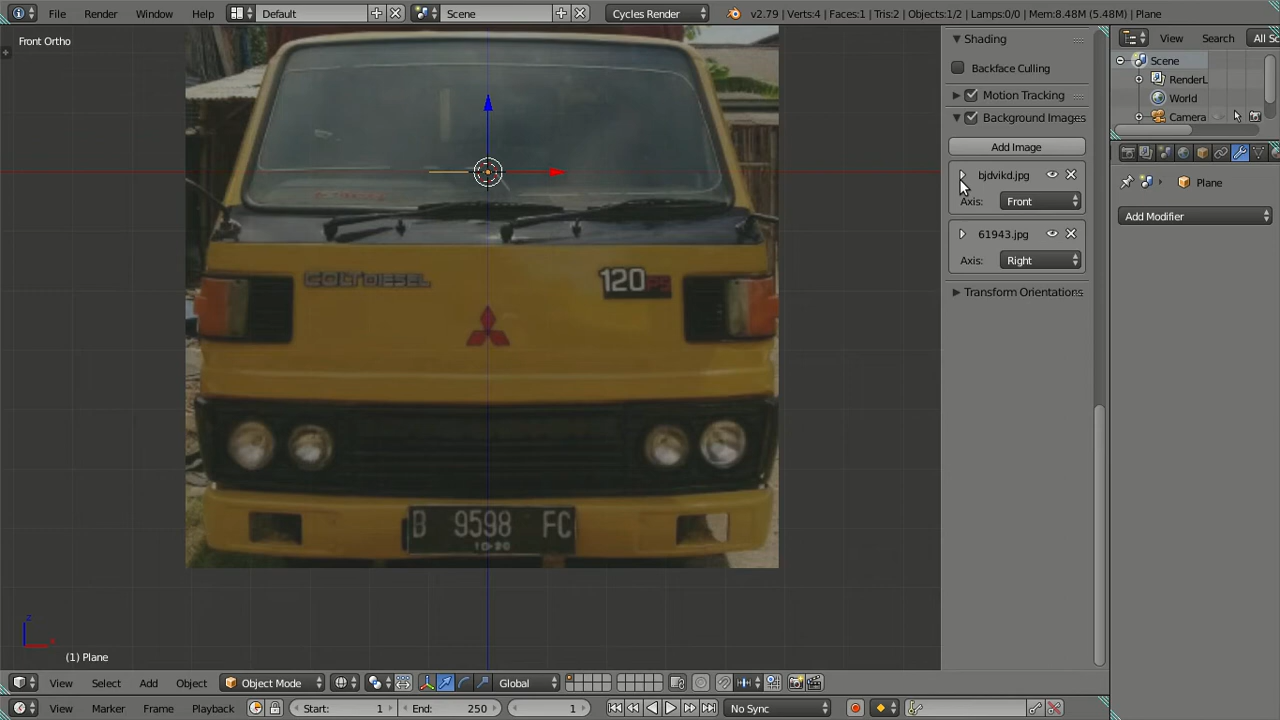 File Render Window Help Default Scene Cycles Render v2.79 | Verts:4 | Faces:1 | Tris:2 | Objects:1/2 | Lamps:0/0 | Mem:8.48M (5.48M) | Plane
Front Ortho
Shading
Backface Culling
Motion Tracking
Background Images
Add Image
bjdvikd.jpg
Axis: Front
61943.jpg
Axis: Right
Transform Orientations
View Search All Sc
Scene
RenderL
World
Camera
Plane
Add Modifier
COLT DIESEL
120 PS
B 9598 FC
10·20
z
x
(1) Plane
View Select Add Object Object Mode Global
View Marker Frame Playback Start: 1 End: 250 1 No Sync